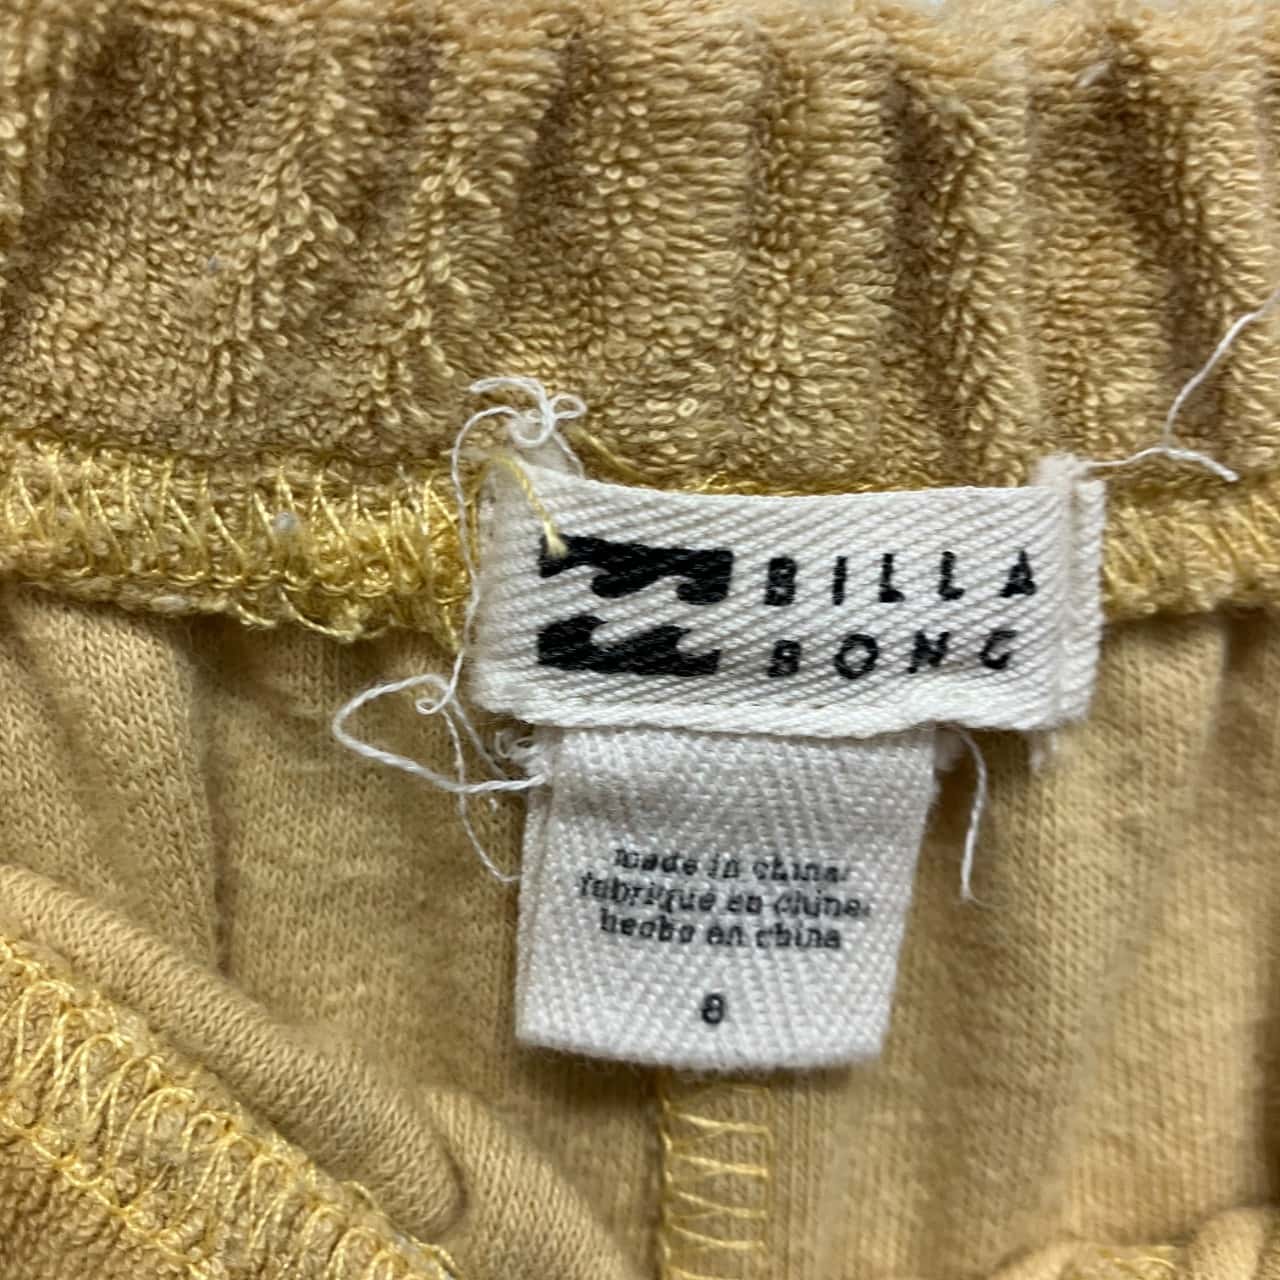 BILLA
BONG
made in china/
fabriqué en chine/
hecho en china
8